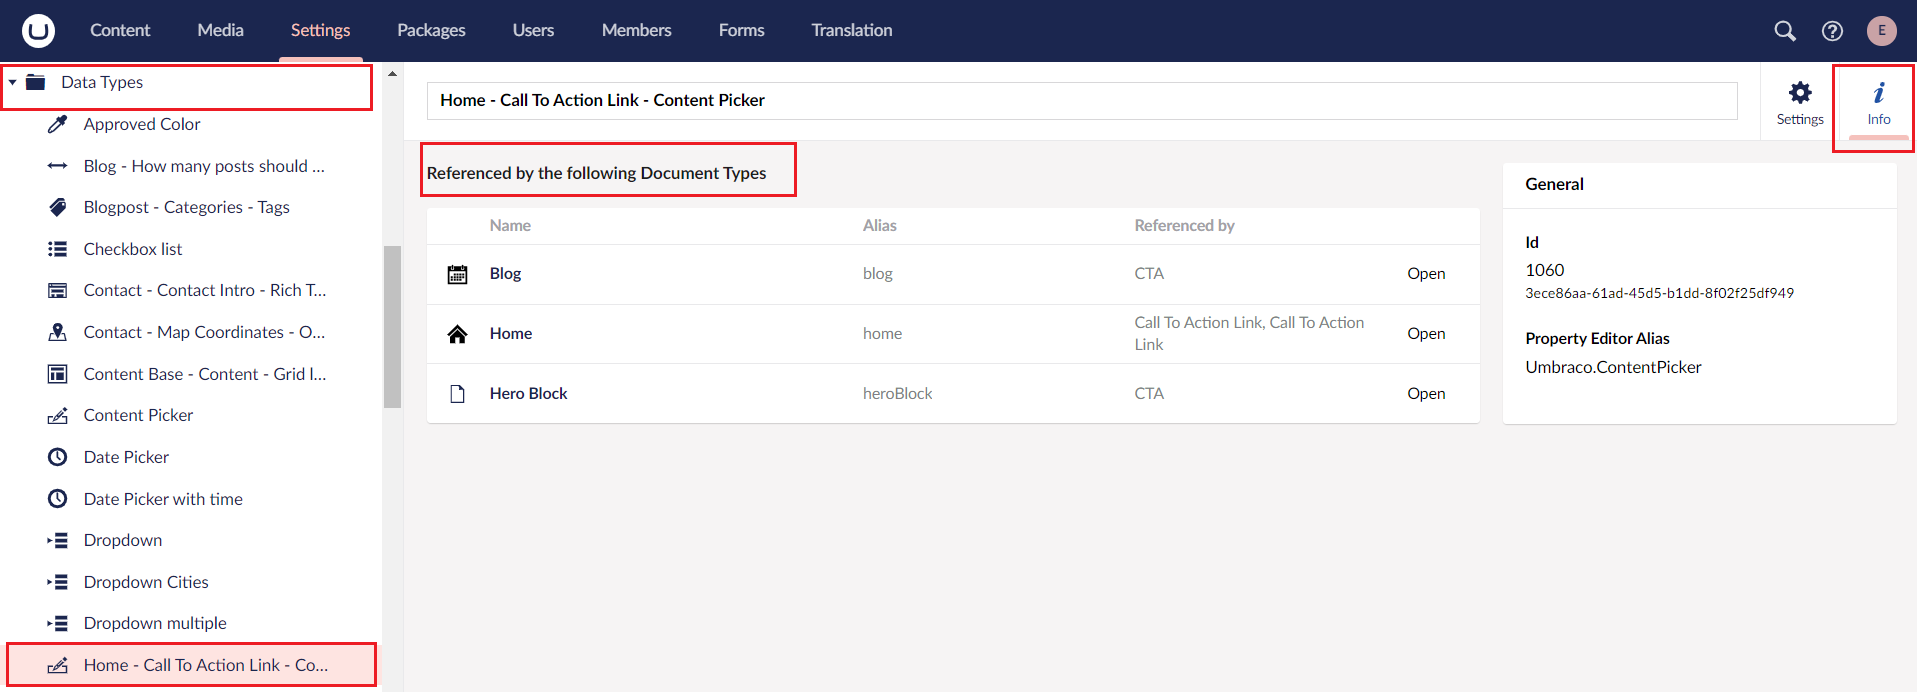 Content Media Settings Packages Users Members Forms Translation E
Data Types
Approved Color
Blog - How many posts should ...
Blogpost - Categories - Tags
Checkbox list
Contact - Contact Intro - Rich T...
Contact - Map Coordinates - O...
Content Base - Content - Grid l...
Content Picker
Date Picker
Date Picker with time
Dropdown
Dropdown Cities
Dropdown multiple
Home - Call To Action Link - Co...
Home - Call To Action Link - Content Picker
Settings
Info
Referenced by the following Document Types
Name Alias Referenced by
Blog blog CTA Open
Home home Call To Action Link, Call To Action
Link Open
Hero Block heroBlock CTA Open
General
Id
1060
3ece86aa-61ad-45d5-b1dd-8f02f25df949
Property Editor Alias
Umbraco.ContentPicker